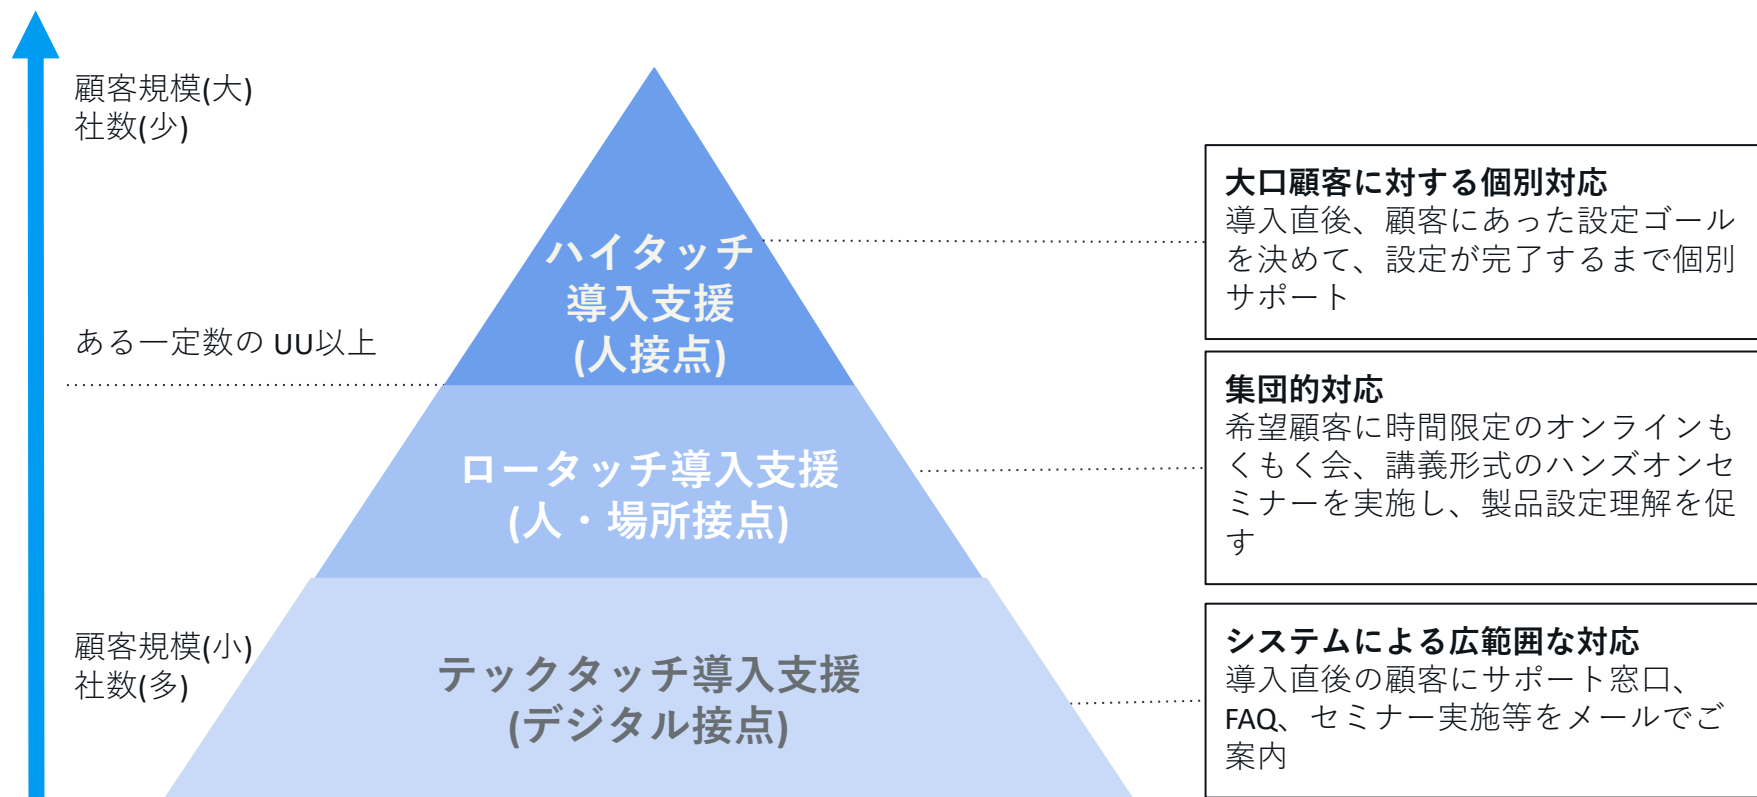 顧客規模(大)
社数(少)
ハイタッチ
導入支援
(人接点)
大口顧客に対する個別対応
導入直後、顧客にあった設定ゴール
を決めて、設定が完了するまで個別
サポート
ある一定数の UU以上
ロータッチ導入支援
(人・場所接点)
集団的対応
希望顧客に時間限定のオンラインも
くもく会、講義形式のハンズオンセ
ミナーを実施し、製品設定理解を促
す
顧客規模(小)
社数(多)
テックタッチ導入支援
(デジタル接点)
システムによる広範囲な対応
導入直後の顧客にサポート窓口、
FAQ、セミナー実施等をメールでご
案内